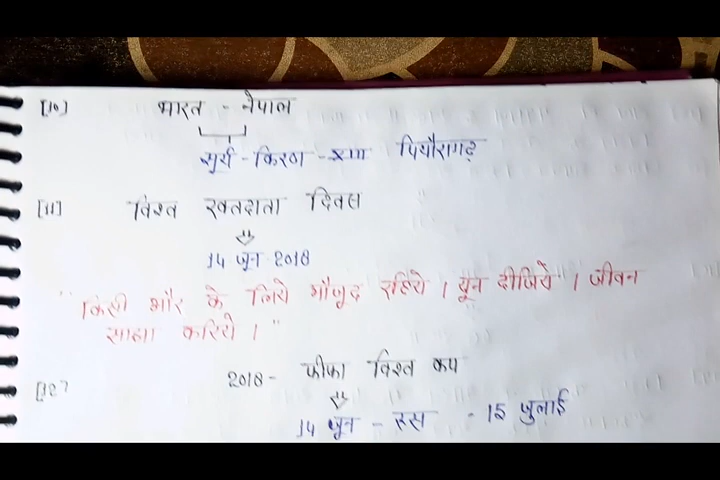 [10] भारत - नेपाल
सूर्य - किरण - पिथौरागढ़
[11] विश्व रक्तदाता दिवस
14 जून 2018
"किसी और के लिये मौजूद रहिये । खून दीजिये । जीवन
साझा करिये ।"
[12] 2018 - फीफा विश्व कप
14 जून - रूस - 15 जुलाई